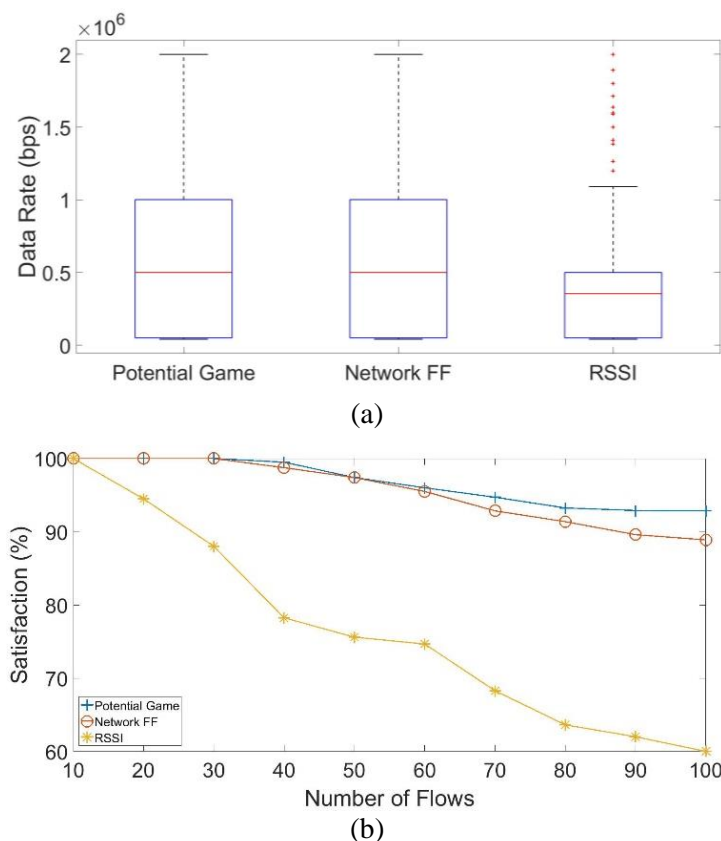 ×10⁶
2
1.5
1
0.5
0
Data Rate (bps)
Potential Game Network FF RSSI
(a)
100
90
80
70
60
Satisfaction (%)
Potential Game
Network FF
RSSI
10 20 30 40 50 60 70 80 90 100
Number of Flows
(b)